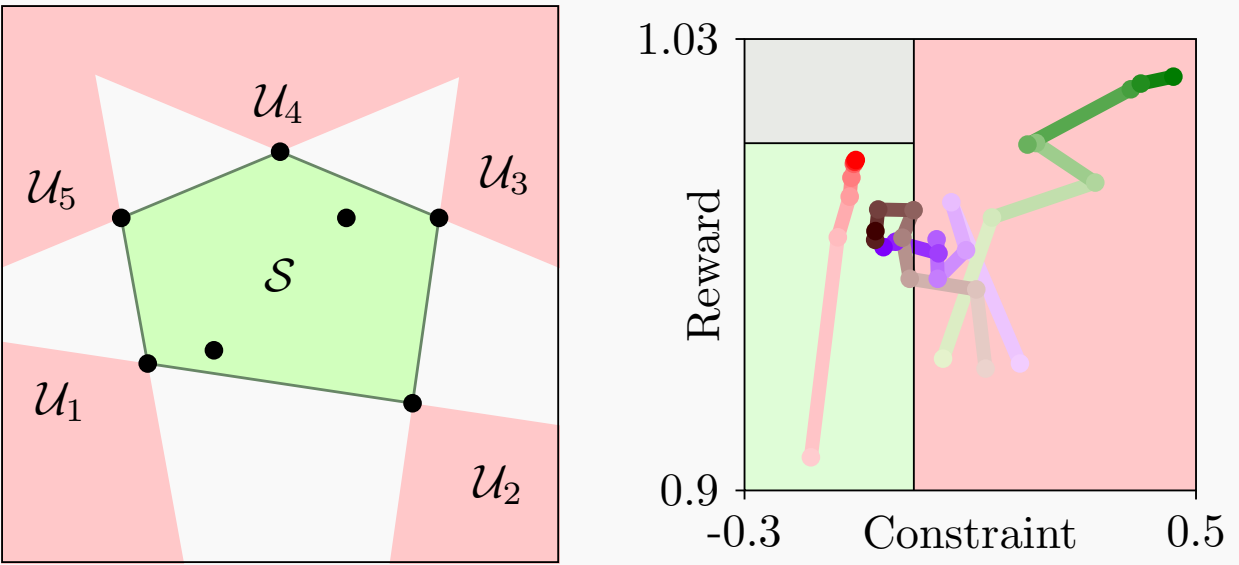 𝒰₄
𝒰₅
𝒰₃
𝒮
𝒰₁
𝒰₂
1.03
Reward
0.9
-0.3
Constraint
0.5